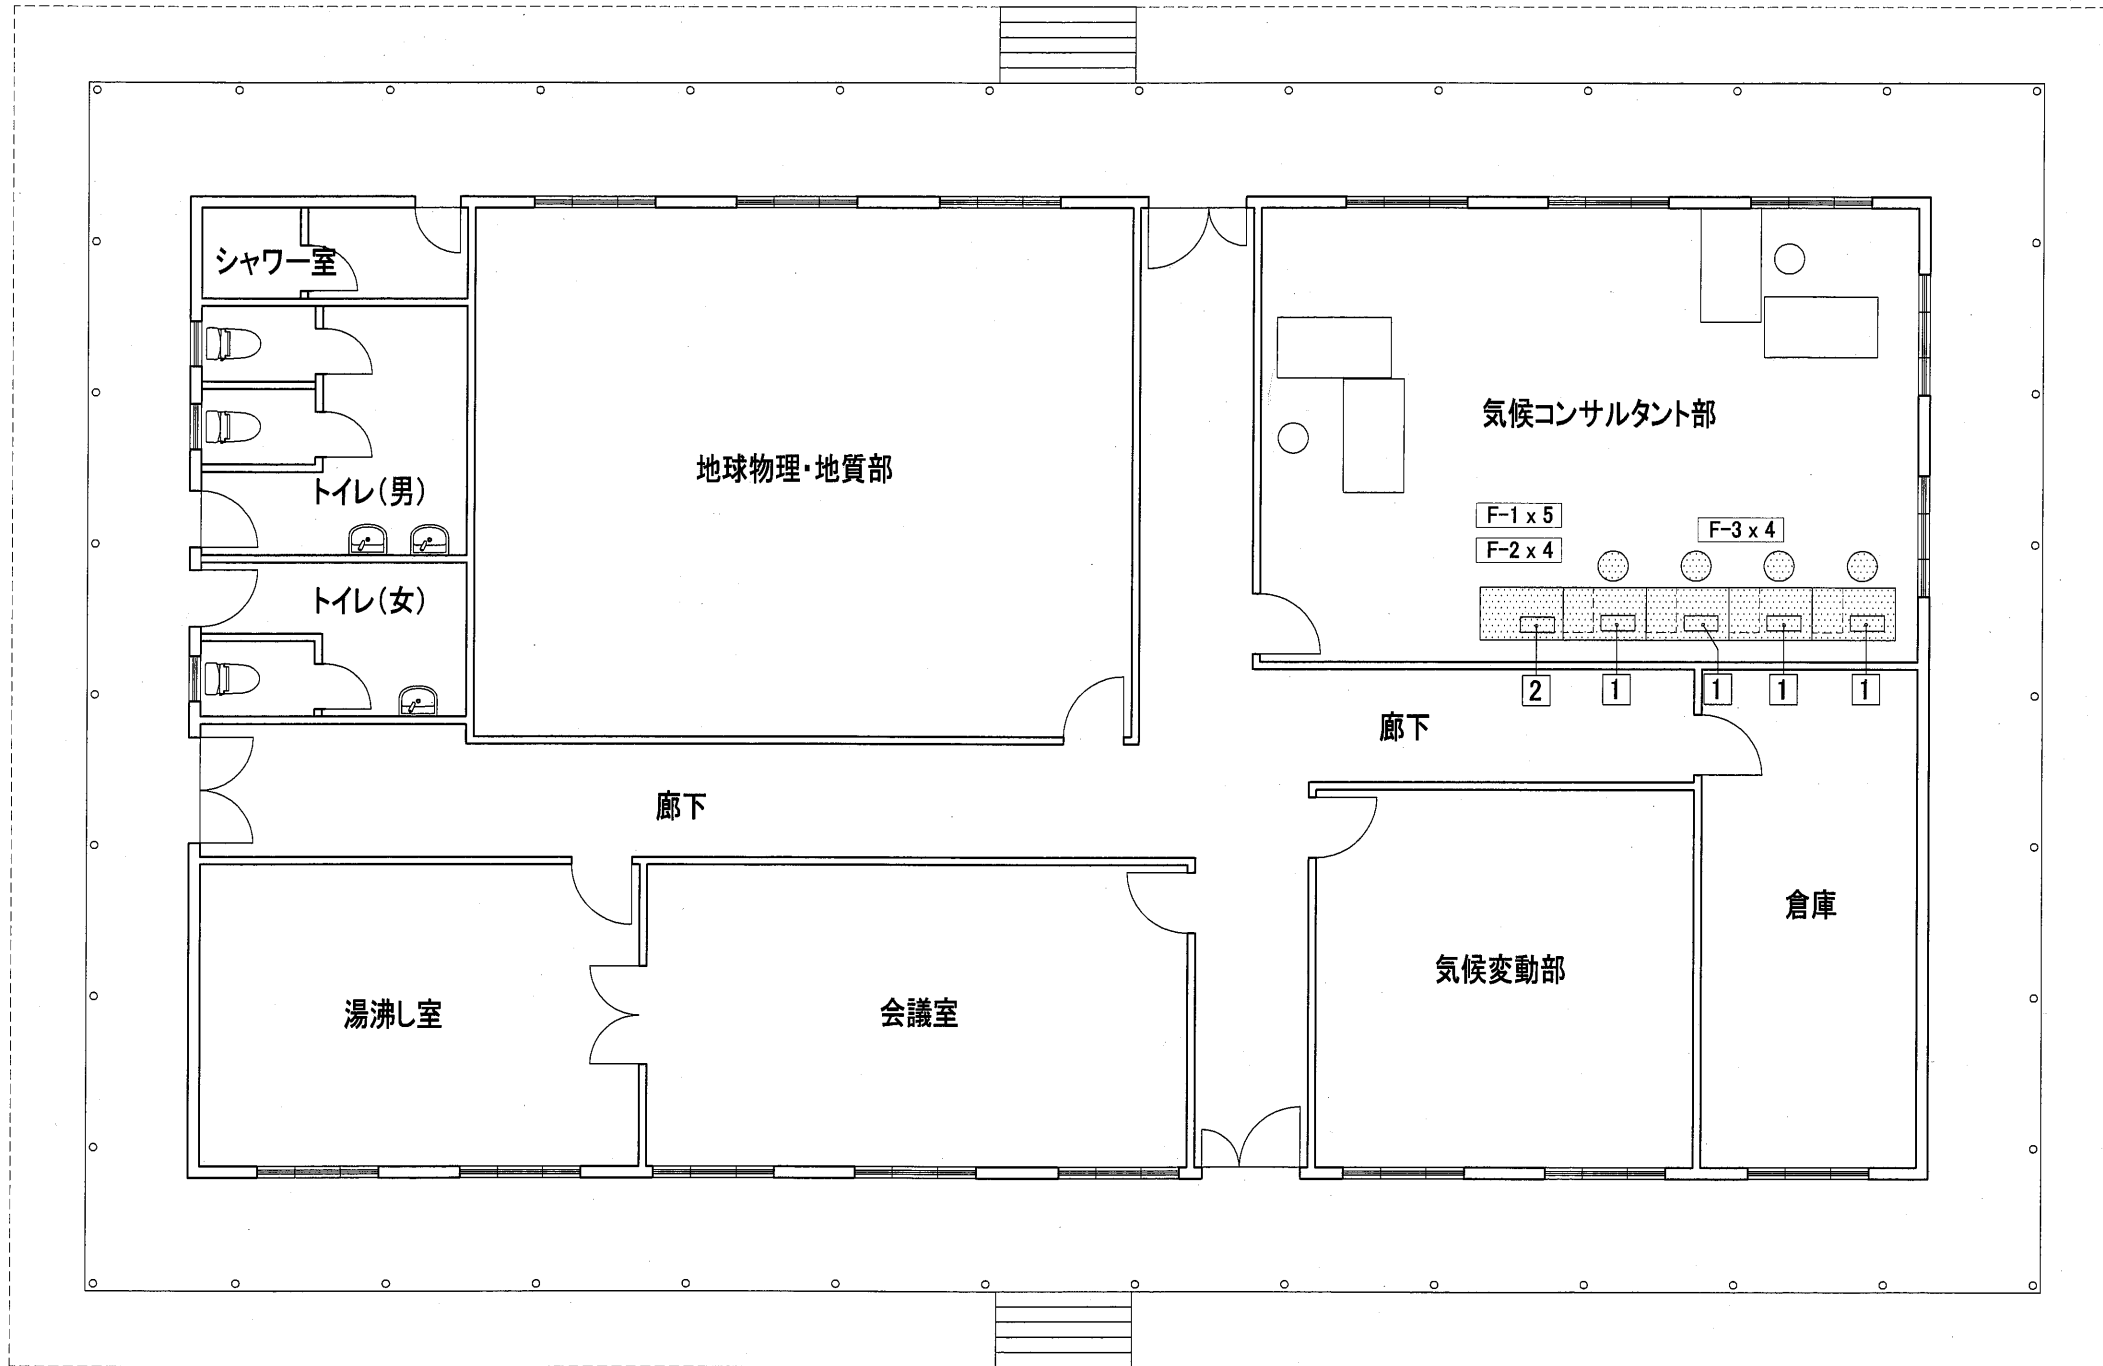 シャワー室
気候コンサルタント部
地球物理・地質部
トイレ(男)
F-1 x 5
F-3 x 4
F-2 x 4
トイレ(女)
2
1
1
1
1
廊下
廊下
倉庫
気候変動部
湯沸し室
会議室